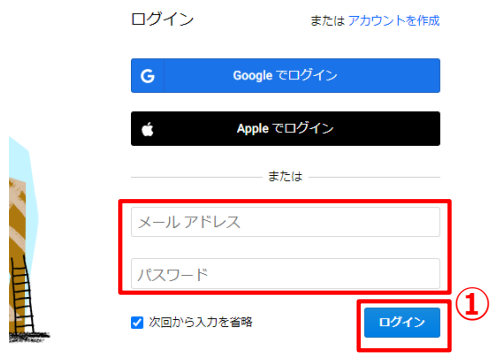 ログイン または アカウントを作成
G Google でログイン
Apple でログイン
または
メール アドレス
パスワード
①
次回から入力を省略 ログイン